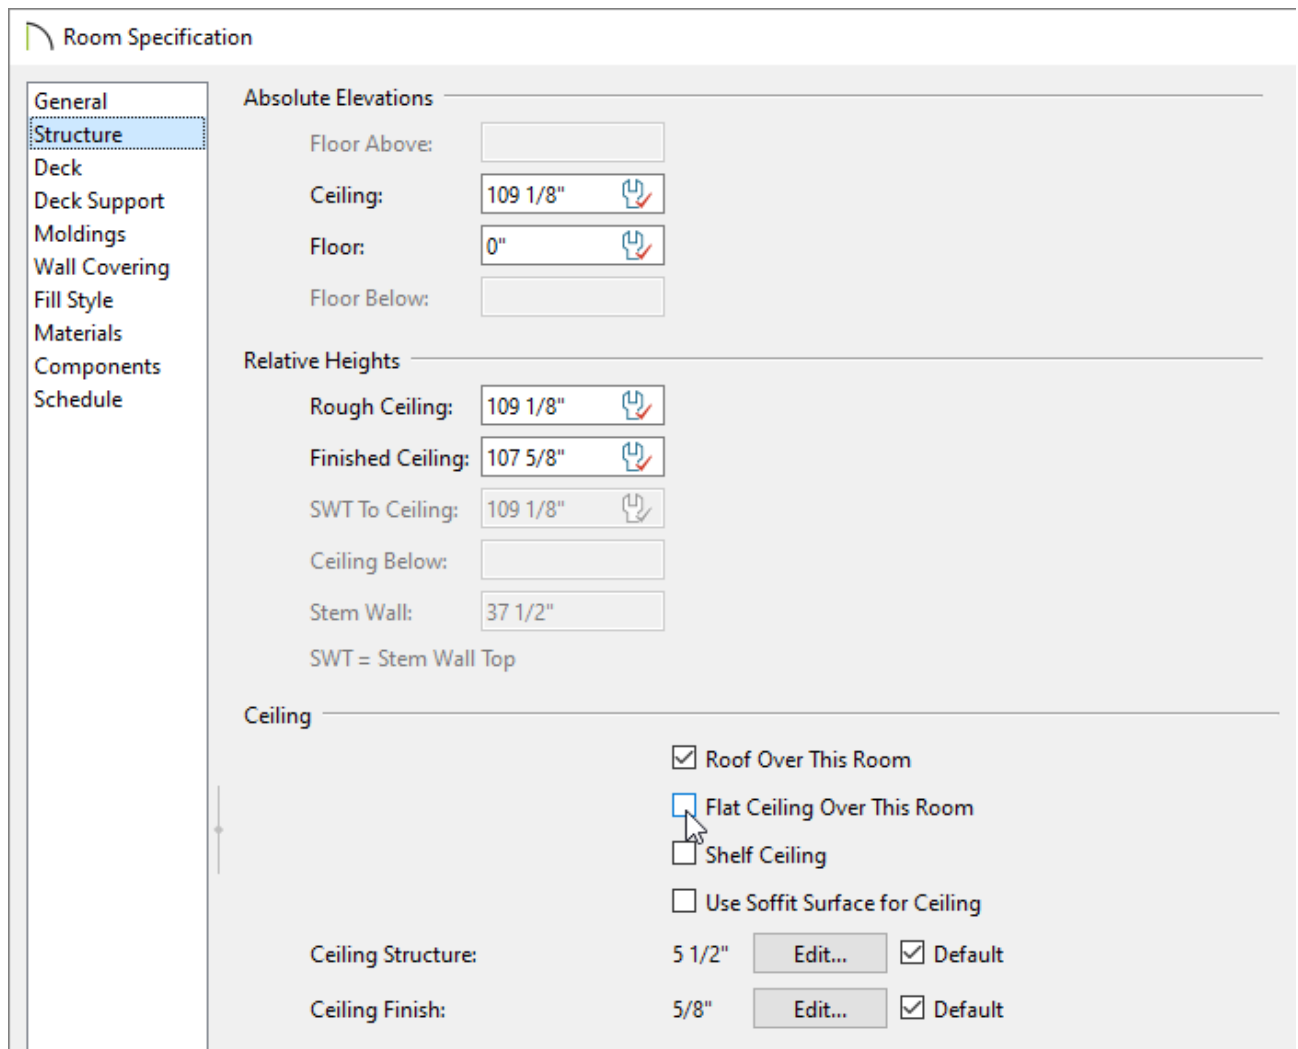 Room Specification
General
Structure
Deck
Deck Support
Moldings
Wall Covering
Fill Style
Materials
Components
Schedule
Absolute Elevations
Floor Above:
Ceiling: 109 1/8"
Floor: 0"
Floor Below:
Relative Heights
Rough Ceiling: 109 1/8"
Finished Ceiling: 107 5/8"
SWT To Ceiling: 109 1/8"
Ceiling Below:
Stem Wall: 37 1/2"
SWT = Stem Wall Top
Ceiling
Roof Over This Room
Flat Ceiling Over This Room
Shelf Ceiling
Use Soffit Surface for Ceiling
Ceiling Structure: 5 1/2" Edit... Default
Ceiling Finish: 5/8" Edit... Default